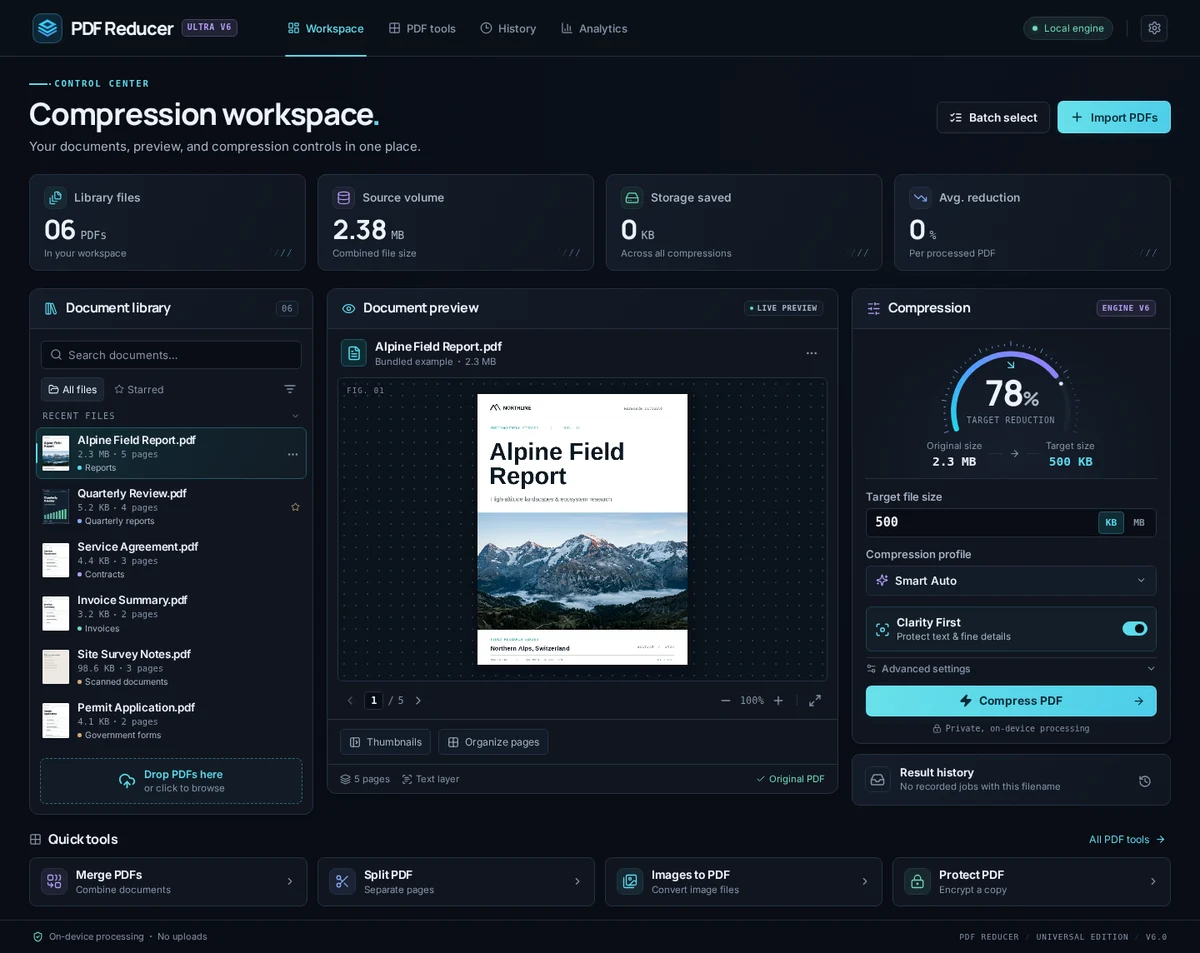 PDF Reducer ULTRA V6
Workspace PDF tools History Analytics
Local engine
CONTROL CENTER
Compression workspace.
Your documents, preview, and compression controls in one place.
Batch select
Import PDFs
Library files
06 PDFs
In your workspace
///
Source volume
2.38 MB
Combined file size
///
Storage saved
0 KB
Across all compressions
///
Avg. reduction
0 %
Per processed PDF
///
Document library
06
Search documents...
All files Starred
RECENT FILES
Alpine Field Report.pdf
2.3 MB · 5 pages
Reports
Quarterly Review.pdf
5.2 KB · 4 pages
Quarterly reports
Service Agreement.pdf
4.4 KB · 3 pages
Contracts
Invoice Summary.pdf
3.2 KB · 2 pages
Invoices
Site Survey Notes.pdf
98.6 KB · 3 pages
Scanned documents
Permit Application.pdf
4.1 KB · 2 pages
Government forms
Drop PDFs here
or click to browse
Document preview
LIVE PREVIEW
Alpine Field Report.pdf
Bundled example · 2.3 MB
FIG. 01
NORTHLINE
Alpine Field
Report
High-altitude landscapes & ecosystem research
Northern Alps, Switzerland
1 / 5
100%
Thumbnails Organize pages
5 pages Text layer
Original PDF
Compression
ENGINE V6
78%
TARGET REDUCTION
Original size
2.3 MB
Target size
500 KB
Target file size
500
KB MB
Compression profile
Smart Auto
Clarity First
Protect text & fine details
Advanced settings
Compress PDF
Private, on-device processing
Result history
No recorded jobs with this filename
Quick tools
All PDF tools
Merge PDFs
Combine documents
Split PDF
Separate pages
Images to PDF
Convert image files
Protect PDF
Encrypt a copy
On-device processing · No uploads
PDF REDUCER / UNIVERSAL EDITION / V6.0